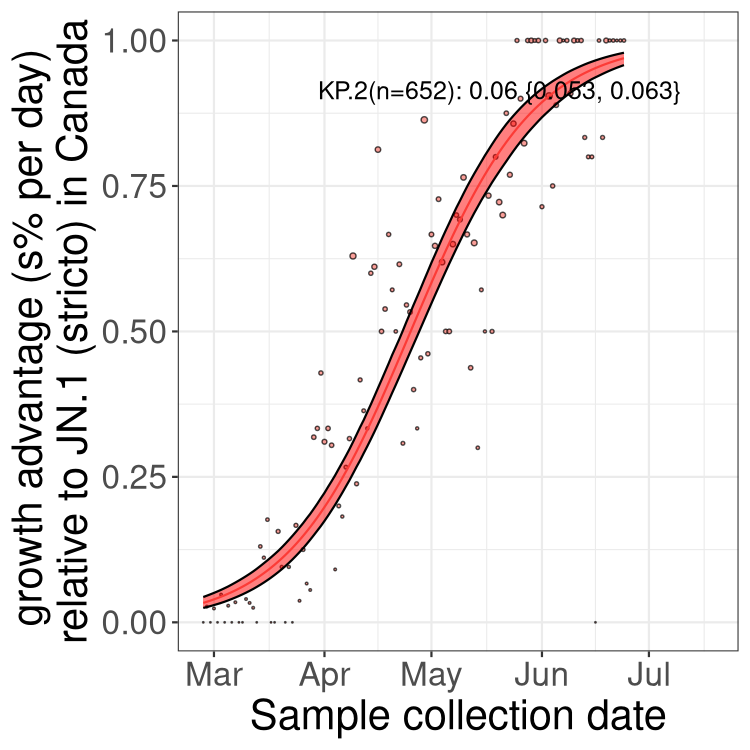 growth advantage (s% per day)
relative to JN.1 (stricto) in Canada
1.00
0.75
0.50
0.25
0.00
KP.2(n=652): 0.06 {0.053, 0.063}
Mar Apr May Jun Jul
Sample collection date